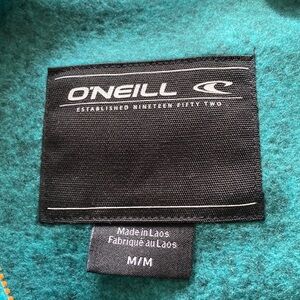 O'NEILL
ESTABLISHED NINETEEN FIFTY TWO
Made in Laos
Fabriqué au Laos
M/M